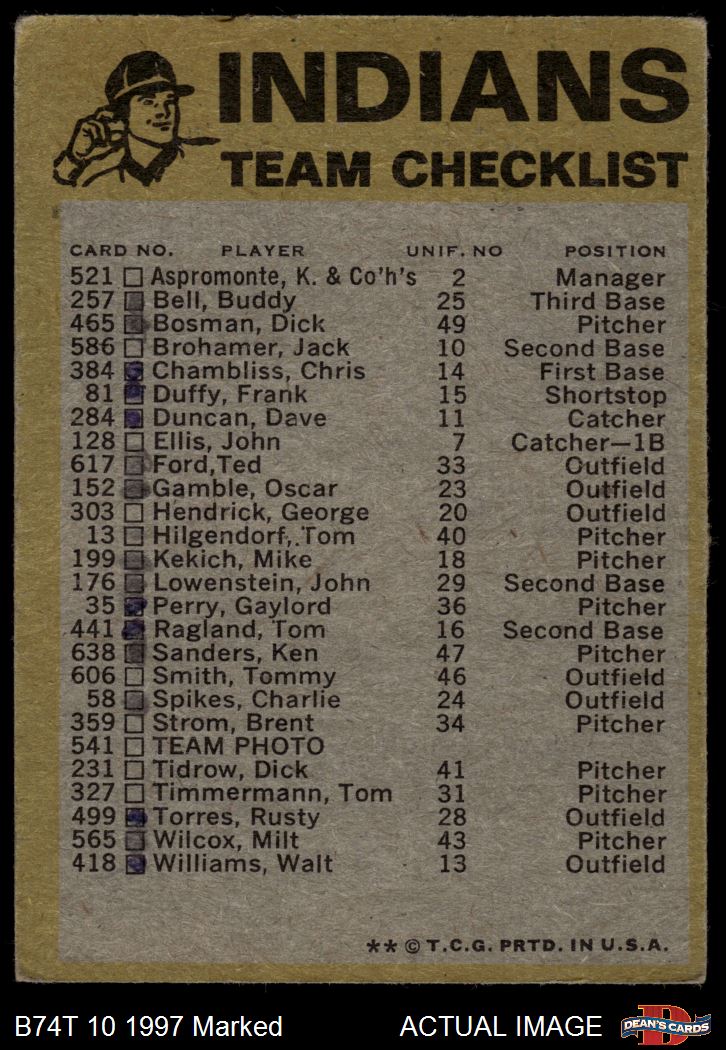 INDIANS
TEAM CHECKLIST
CARD NO. PLAYER UNIF. NO POSITION
521 Aspromonte, K. & Co'h's 2 Manager
257 Bell, Buddy 25 Third Base
465 Bosman, Dick 49 Pitcher
586 Brohamer, Jack 10 Second Base
384 Chambliss, Chris 14 First Base
81 Duffy, Frank 15 Shortstop
284 Duncan, Dave 11 Catcher
128 Ellis, John 7 Catcher—1B
617 Ford,Ted 33 Outfield
152 Gamble, Oscar 23 Outfield
303 Hendrick, George 20 Outfield
13 Hilgendorf,.Tom 40 Pitcher
199 Kekich, Mike 18 Pitcher
176 Lowenstein, John 29 Second Base
35 Perry, Gaylord 36 Pitcher
441 Ragland, Tom 16 Second Base
638 Sanders, Ken 47 Pitcher
606 Smith, Tommy 46 Outfield
58 Spikes, Charlie 24 Outfield
359 Strom, Brent 34 Pitcher
541 TEAM PHOTO
231 Tidrow, Dick 41 Pitcher
327 Timmermann, Tom 31 Pitcher
499 Torres, Rusty 28 Outfield
565 Wilcox, Milt 43 Pitcher
418 Williams, Walt 13 Outfield
** © T.C.G. PRTD. IN U.S.A.
B74T 10 1997 Marked ACTUAL IMAGE
D
DEAN'S CARDS